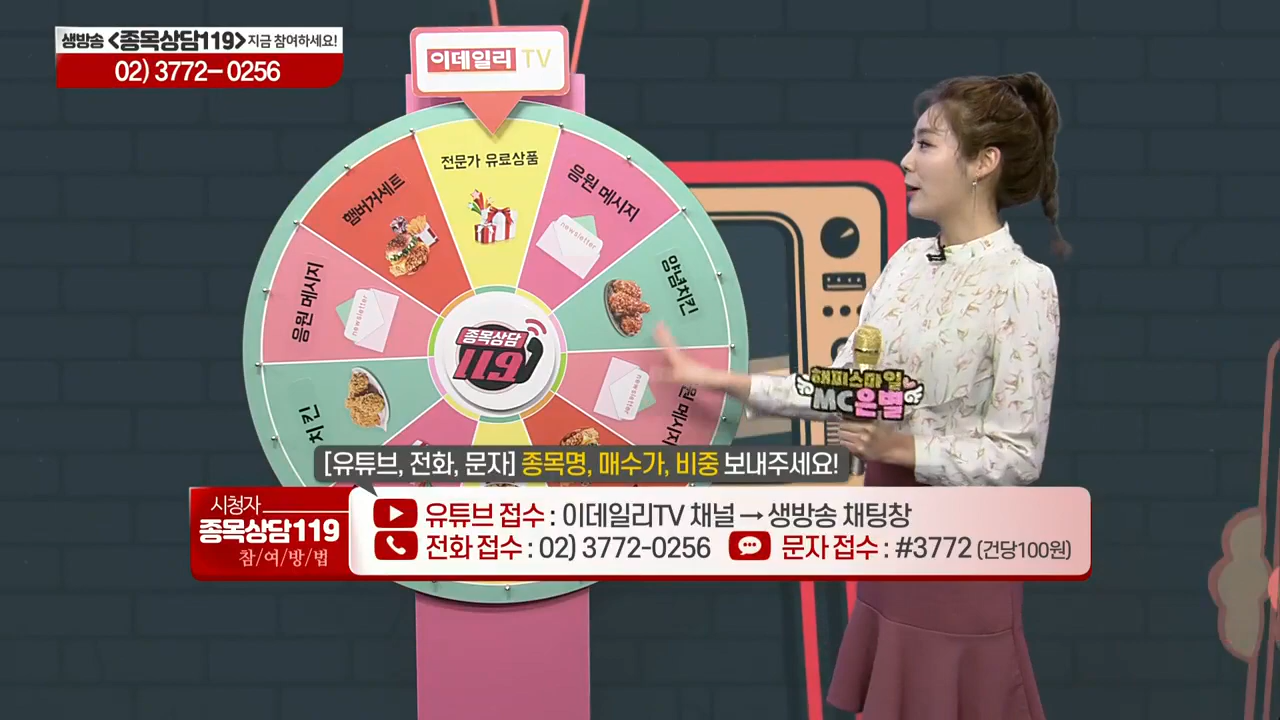 생방송 <종목상담119> 지금 참여하세요!
02) 3772-0256
이데일리 TV
전문가 유료상품
응원 메시지
newsletter
양념치킨
newsletter
메시지
햄버거세트
응원 메시지
newsletter
치킨
종목상담
119
해피스마일
MC은별
[유튜브, 전화, 문자] 종목명, 매수가, 비중 보내주세요!
시청자
종목상담119
참/여/방/법
유튜브 접수 : 이데일리TV 채널 → 생방송 채팅창
전화 접수 : 02) 3772-0256
문자 접수 : #3772 (건당100원)